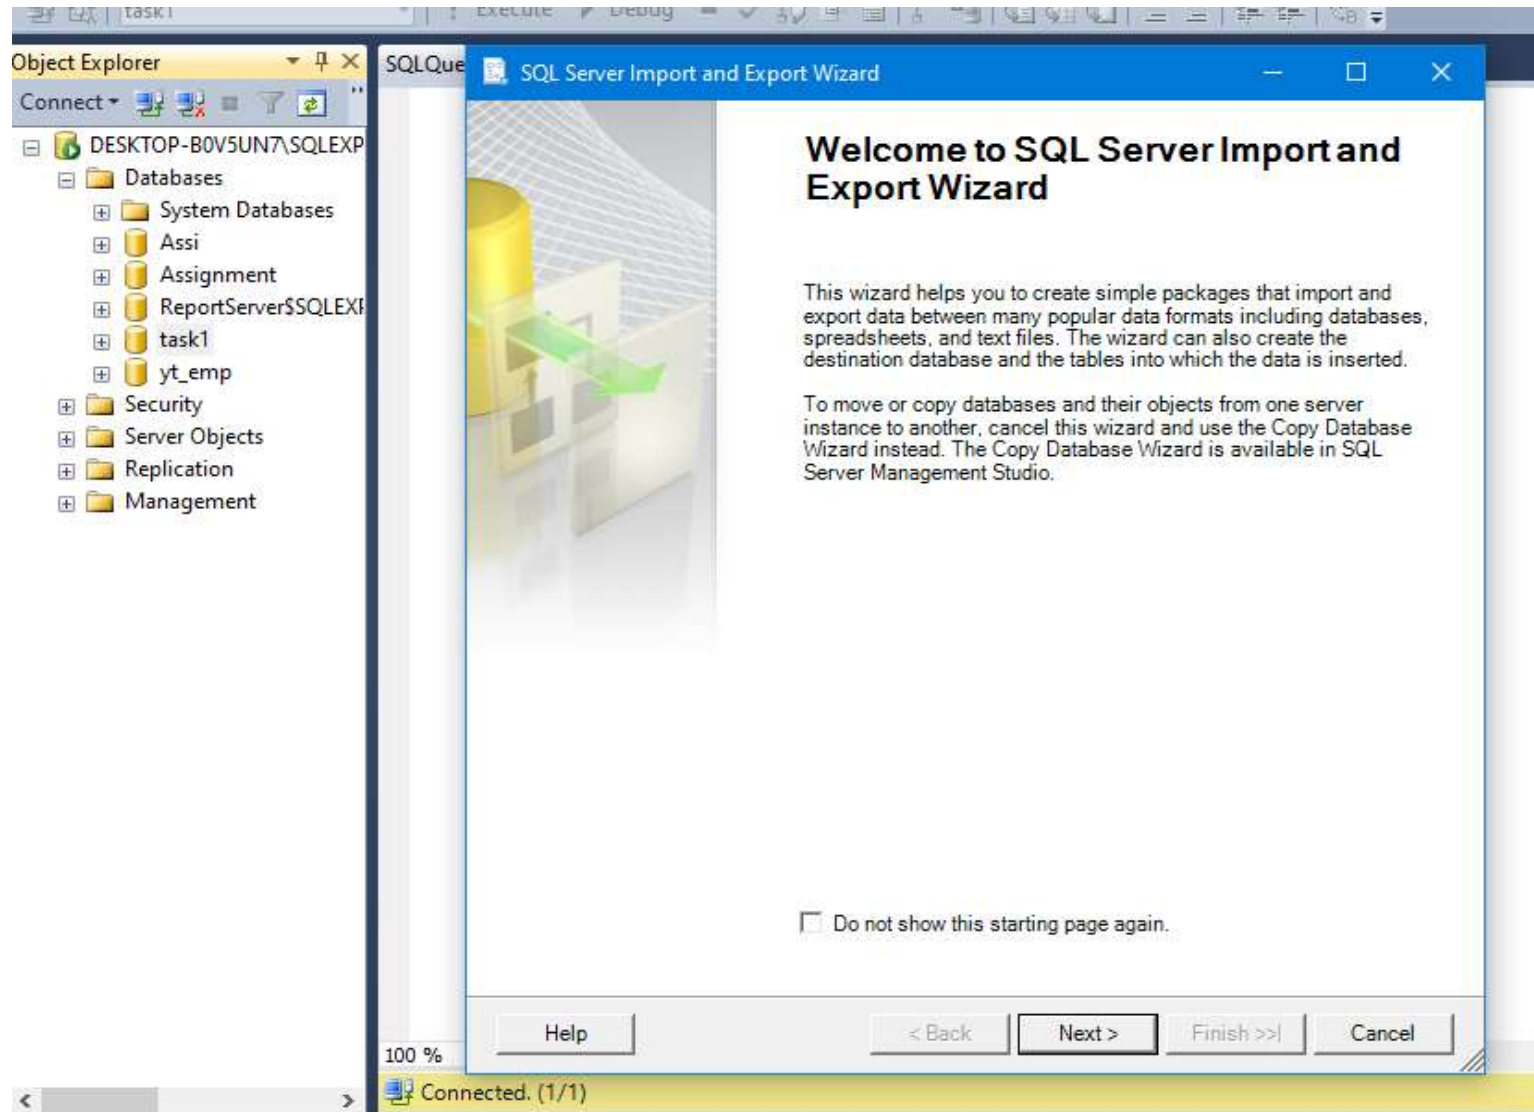 task1
Execute
Debug
Object Explorer
SQLQue
Connect
DESKTOP-B0V5UN7\SQLEXP
Databases
System Databases
Assi
Assignment
ReportServer$SQLEXP
task1
yt_emp
Security
Server Objects
Replication
Management
SQL Server Import and Export Wizard
Welcome to SQL Server Import and
Export Wizard
This wizard helps you to create simple packages that import and
export data between many popular data formats including databases,
spreadsheets, and text files. The wizard can also create the
destination database and the tables into which the data is inserted.
To move or copy databases and their objects from one server
instance to another, cancel this wizard and use the Copy Database
Wizard instead. The Copy Database Wizard is available in SQL
Server Management Studio.
Do not show this starting page again.
Help
< Back
Next >
Finish >>|
Cancel
100 %
Connected. (1/1)